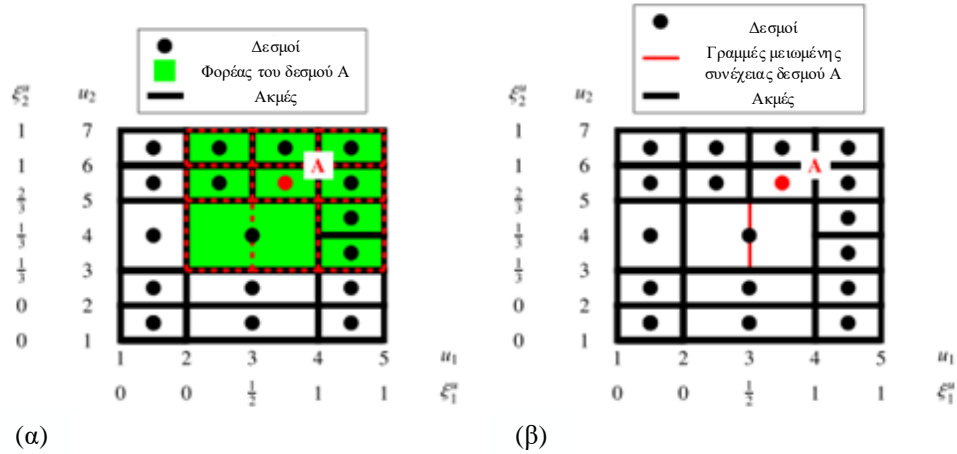 Δεσμοί
Φορέας του δεσμού Α
Ακμές
ξ₂ᵘ u₂
1 7
1 6
2/3 5
1/3 4
1/3 3
0 2
0 1
A
1 2 3 4 5 u₁
0 0 1/2 1 1 ξ₁ᵘ
(α)
Δεσμοί
Γραμμές μειωμένης
συνέχειας δεσμού Α
Ακμές
ξ₂ᵘ u₂
1 7
1 6
2/3 5
1/3 4
1/3 3
0 2
0 1
A
1 2 3 4 5 u₁
0 0 1/2 1 1 ξ₁ᵘ
(β)